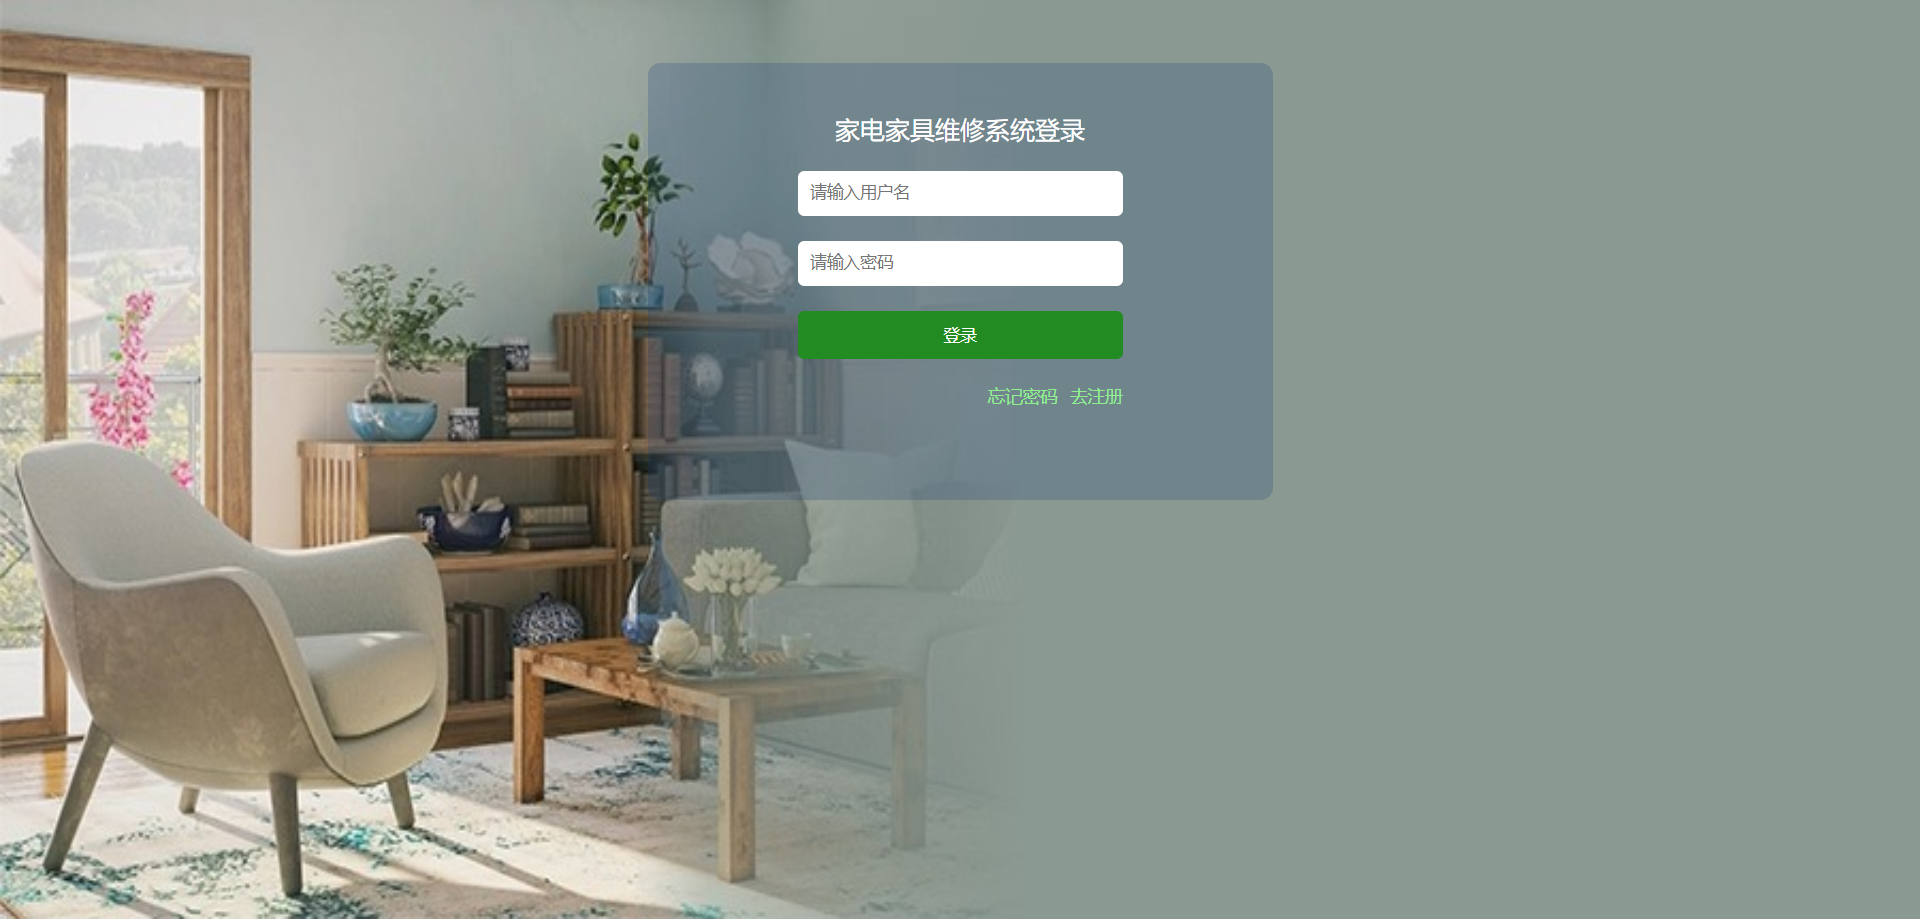 家电家具维修系统登录
请输入用户名
请输入密码
登录
忘记密码 去注册